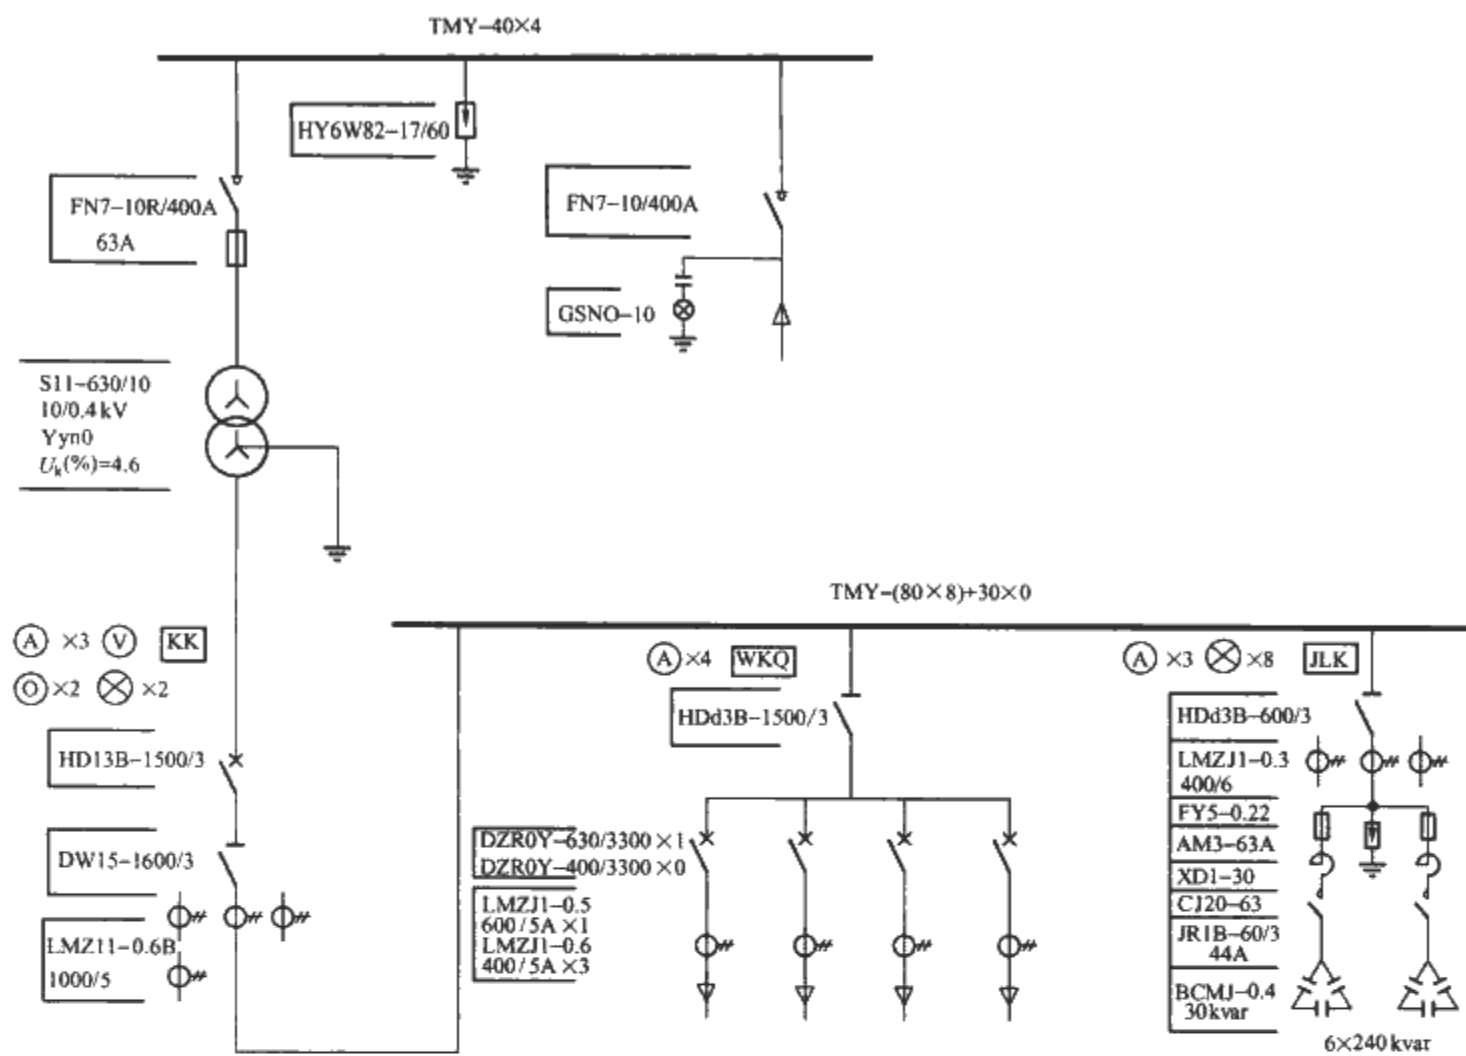 TMY-40×4
HY6W82-17/60
FN7-10R/400A
63A
FN7-10/400A
GSNO-10
S11-630/10
10/0.4kV
Yyn0
Uk(%)=4.6
TMY-(80×8)+30×0
A ×3 V KK
O ×2 ×2
A ×4 WKQ
A ×3 ×8 JLK
HD13B-1500/3
DW15-1600/3
LMZ11-0.6B
1000/5
HDd3B-1500/3
DZR0Y-630/3300×1
DZR0Y-400/3300×0
LMZJ1-0.5
600/5A×1
LMZJ1-0.6
400/5A×3
HDd3B-600/3
LMZJ1-0.3
400/6
FY5-0.22
AM3-63A
XD1-30
CJ20-63
JR1B-60/3
44A
BCMJ-0.4
30kvar
6×240kvar